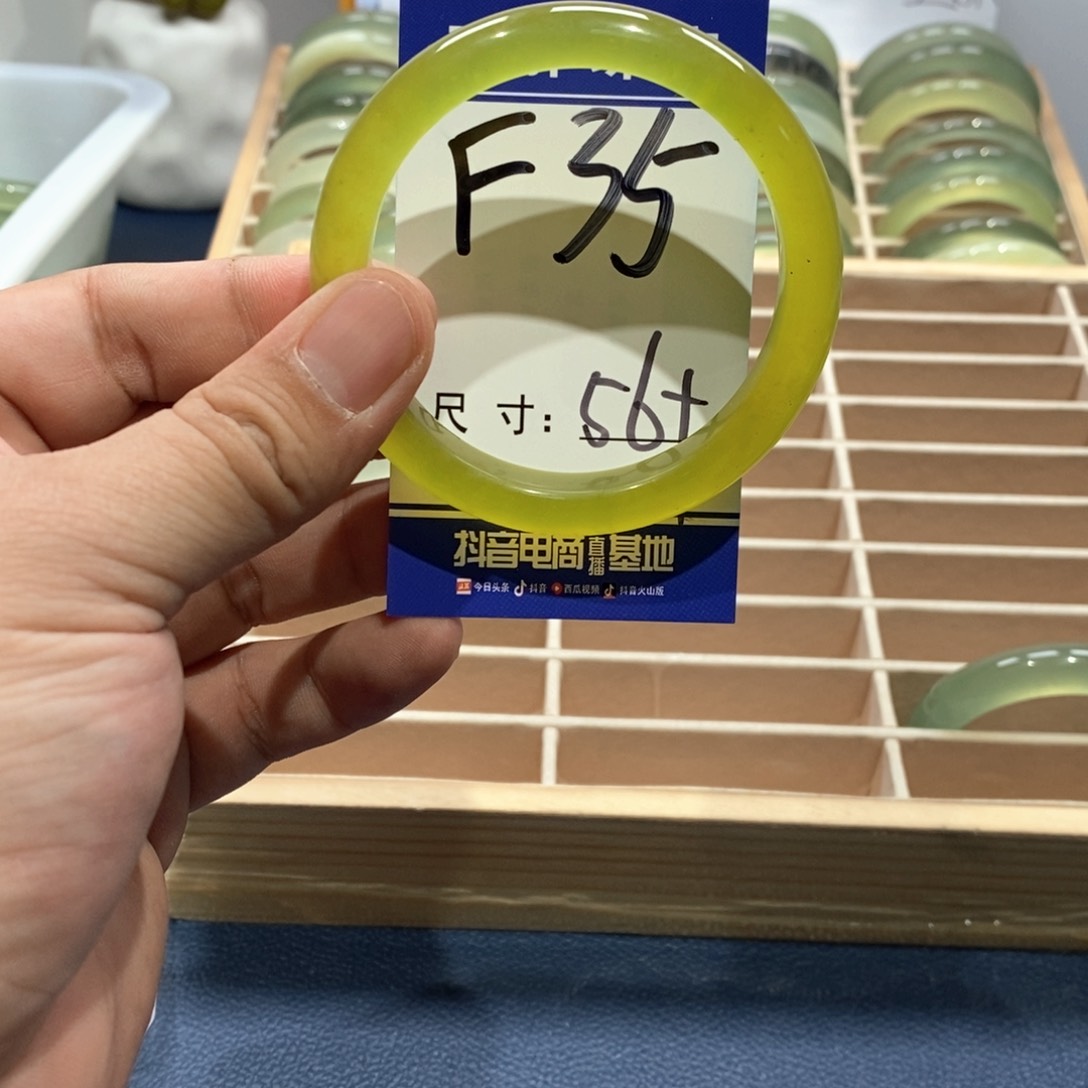 F35
尺 寸: 56+
抖音电商直播基地
今日头条 抖音 西瓜视频 抖音火山版